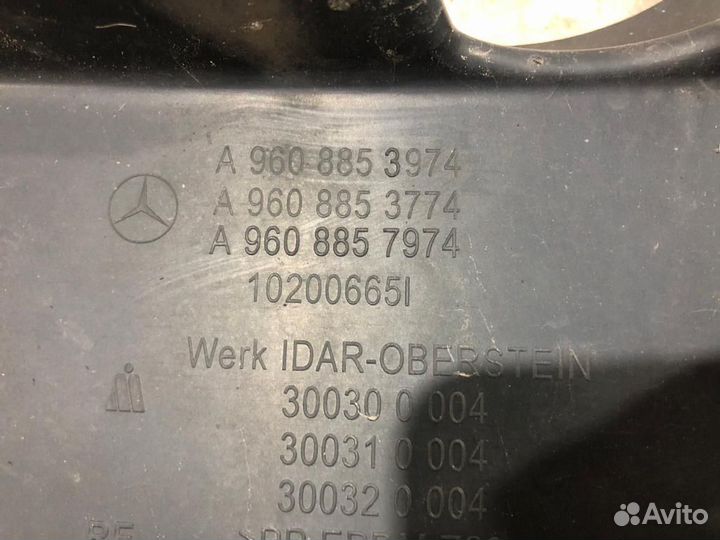 A 960 885 3974
A 960 885 3774
A 960 885 7974
10200665I
Werk IDAR-OBERSTEIN
30030 0 004
30031 0 004
30032 0 004
Avito